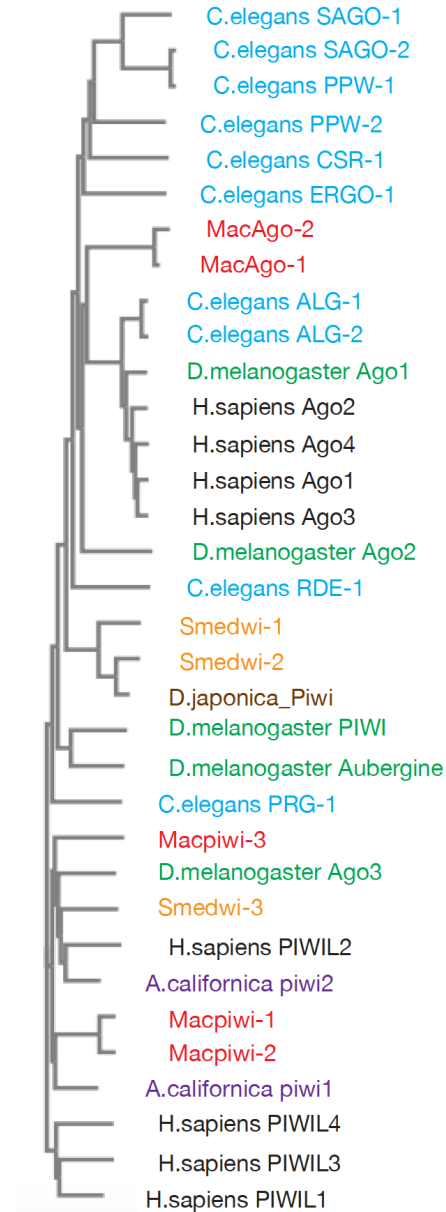 C.elegans SAGO-1
C.elegans SAGO-2
C.elegans PPW-1
C.elegans PPW-2
C.elegans CSR-1
C.elegans ERGO-1
MacAgo-2
MacAgo-1
C.elegans ALG-1
C.elegans ALG-2
D.melanogaster Ago1
H.sapiens Ago2
H.sapiens Ago4
H.sapiens Ago1
H.sapiens Ago3
D.melanogaster Ago2
C.elegans RDE-1
Smedwi-1
Smedwi-2
D.japonica_Piwi
D.melanogaster PIWI
D.melanogaster Aubergine
C.elegans PRG-1
Macpiwi-3
D.melanogaster Ago3
Smedwi-3
H.sapiens PIWIL2
A.californica piwi2
Macpiwi-1
Macpiwi-2
A.californica piwi1
H.sapiens PIWIL4
H.sapiens PIWIL3
H.sapiens PIWIL1